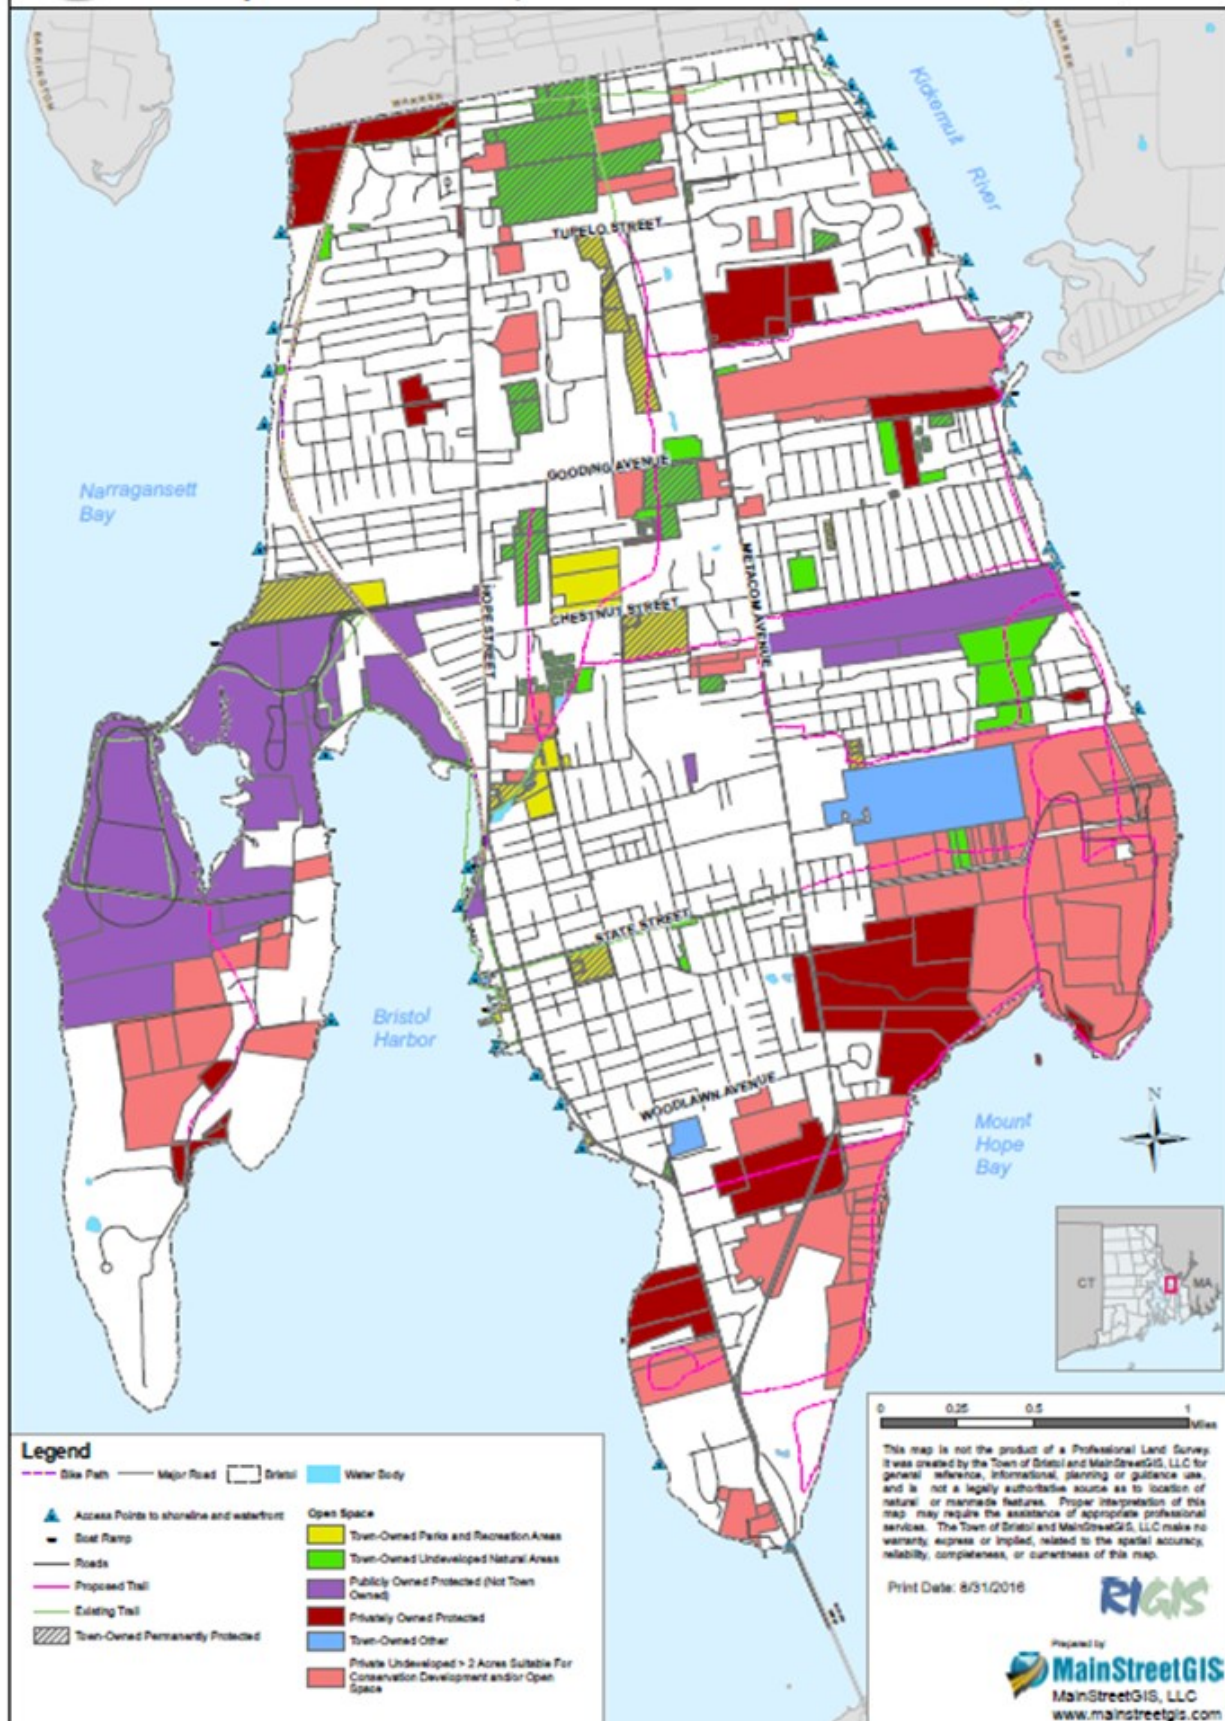 BARRINGTON
WARREN
WARREN
Kickemuit
River
TUPELO STREET
GOODING AVENUE
Narragansett
Bay
HOPE STREET
METACOM AVENUE
CHESTNUT STREET
STATE STREET
Bristol
Harbor
WOODLAWN AVENUE
Mount
Hope
Bay
N
CT
MA
0 0.25 0.5 1
Miles
Legend
Bike Path Major Road Bristol Water Body
Access Points to shoreline and waterfront
Boat Ramp
Roads
Proposed Trail
Existing Trail
Town-Owned Permanently Protected
Open Space
Town-Owned Parks and Recreation Areas
Town-Owned Undeveloped Natural Areas
Publicly Owned Protected (Not Town
Owned)
Privately Owned Protected
Town-Owned Other
Private Undeveloped > 2 Acres Suitable For
Conservation Development and/or Open
Space
This map is not the product of a Professional Land Survey.
It was created by the Town of Bristol and MainStreetGIS, LLC for
general reference, informational, planning or guidance use,
and is not a legally authoritative source as to location of
natural or manmade features. Proper interpretation of this
map may require the assistance of appropriate professional
services. The Town of Bristol and MainStreetGIS, LLC make no
warranty, express or implied, related to the spatial accuracy,
reliability, completeness, or currentness of this map.
Print Date: 8/31/2016
RIGIS
Prepared by
MainStreetGIS
MainStreetGIS, LLC
www.mainstreetgis.com